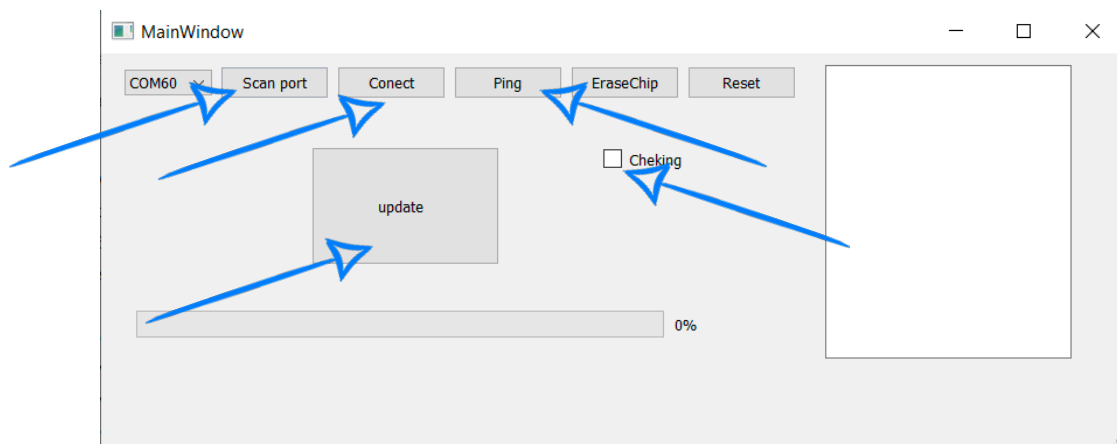 MainWindow
COM60 Scan port Conect Ping EraseChip Reset
Cheking
update
0%